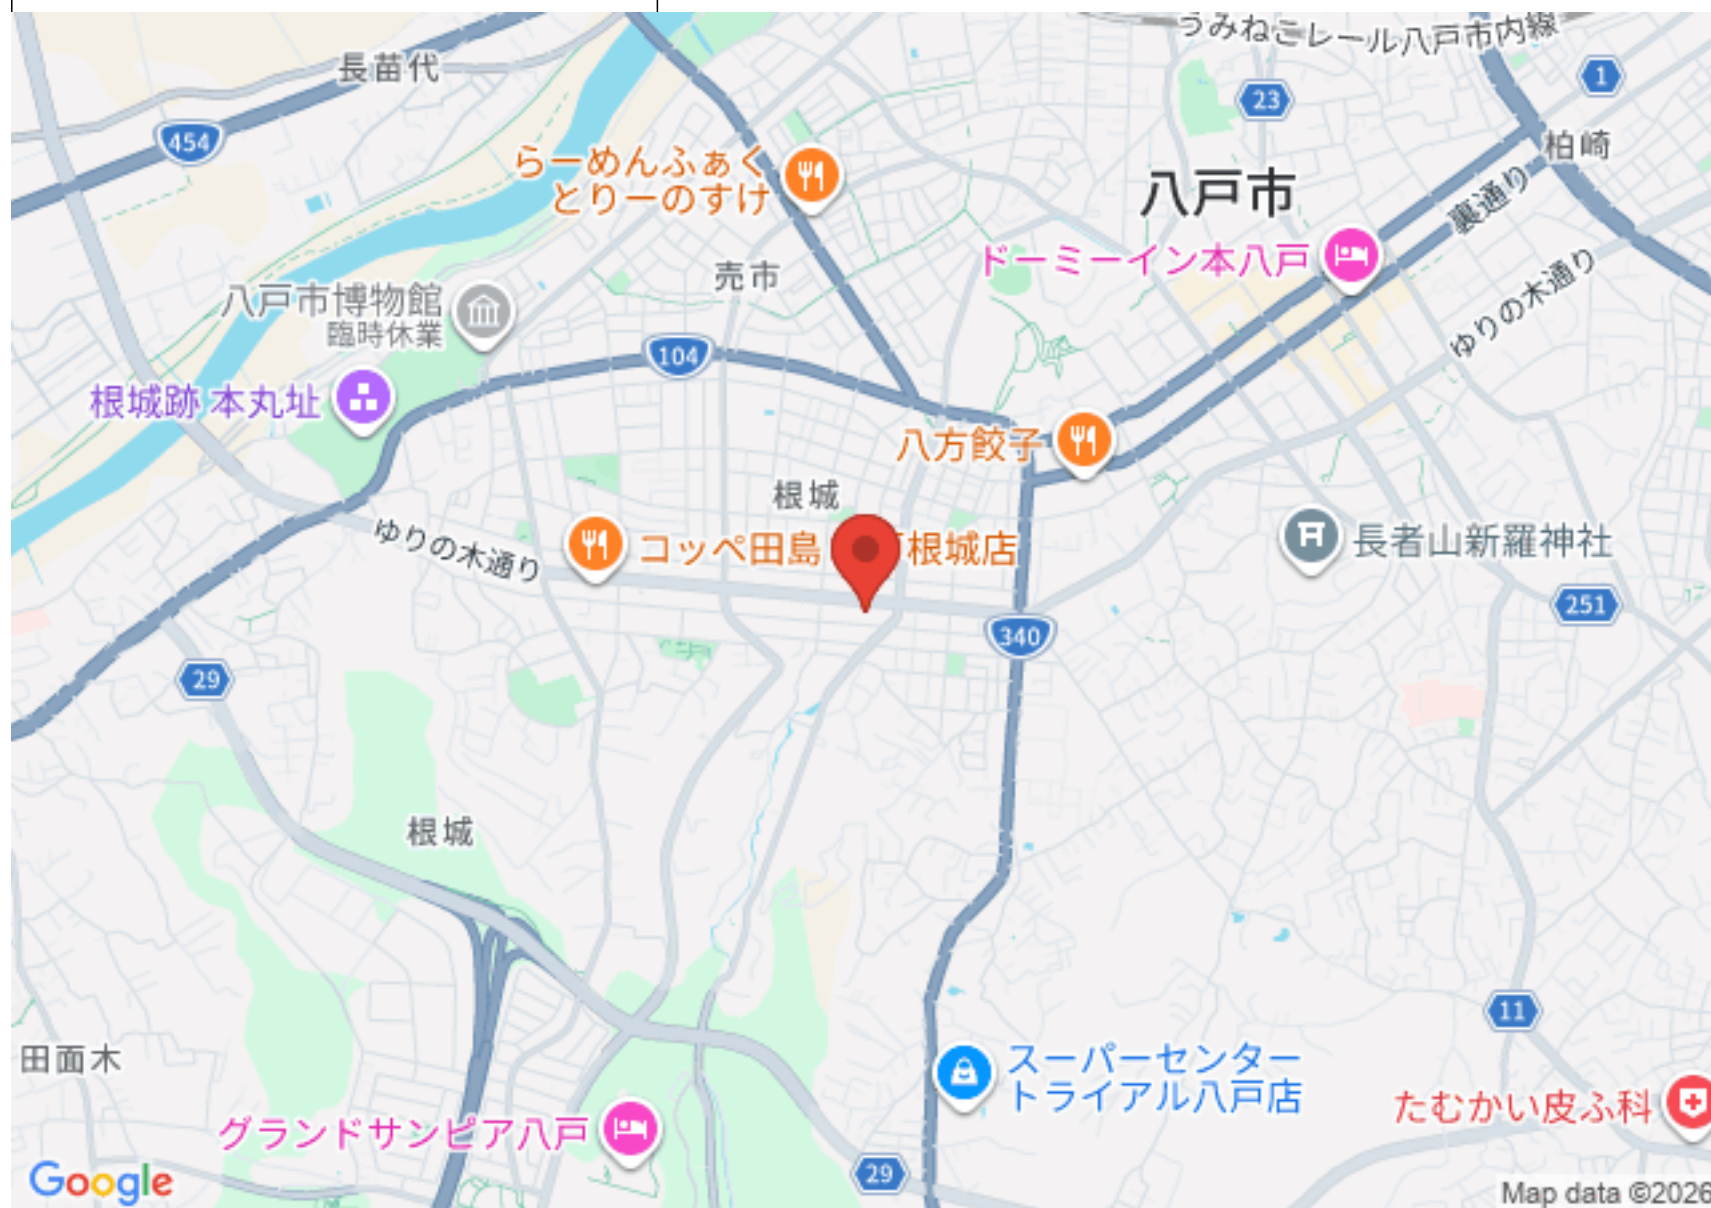 うみねこレール八戸市内線
長苗代
1
23
454
柏崎
らーめんふぁく
とりーのすけ
八戸市
裏通り
ドーミーイン本八戸
売市
八戸市博物館
臨時休業
ゆりの木通り
104
根城跡 本丸址
八方餃子
根城
ゆりの木通り
コッペ田島
根城店
長者山新羅神社
251
340
29
根城
11
田面木
スーパーセンター
トライアル八戸店
たむかい皮ふ科
グランドサンピア八戸
29
Google
Map data ©2026